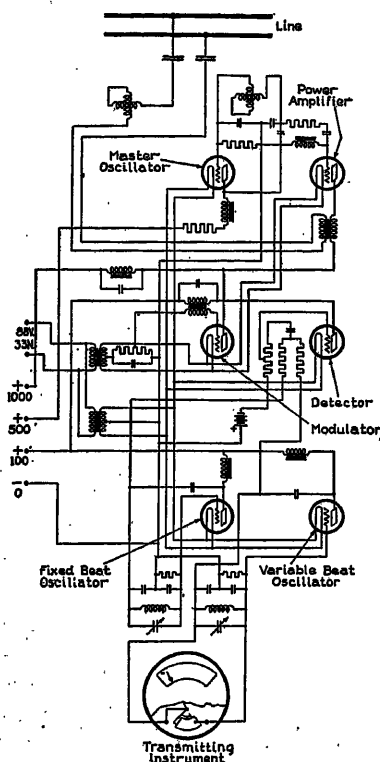 Line
Power
Amplifier
Master
Oscillator
88V.
33N.
+
1000
+
500
+
100
-
0
Detector
Modulator
Fixed Beat
Oscillator
Variable Beat
Oscillator
Transmitting
Instrument